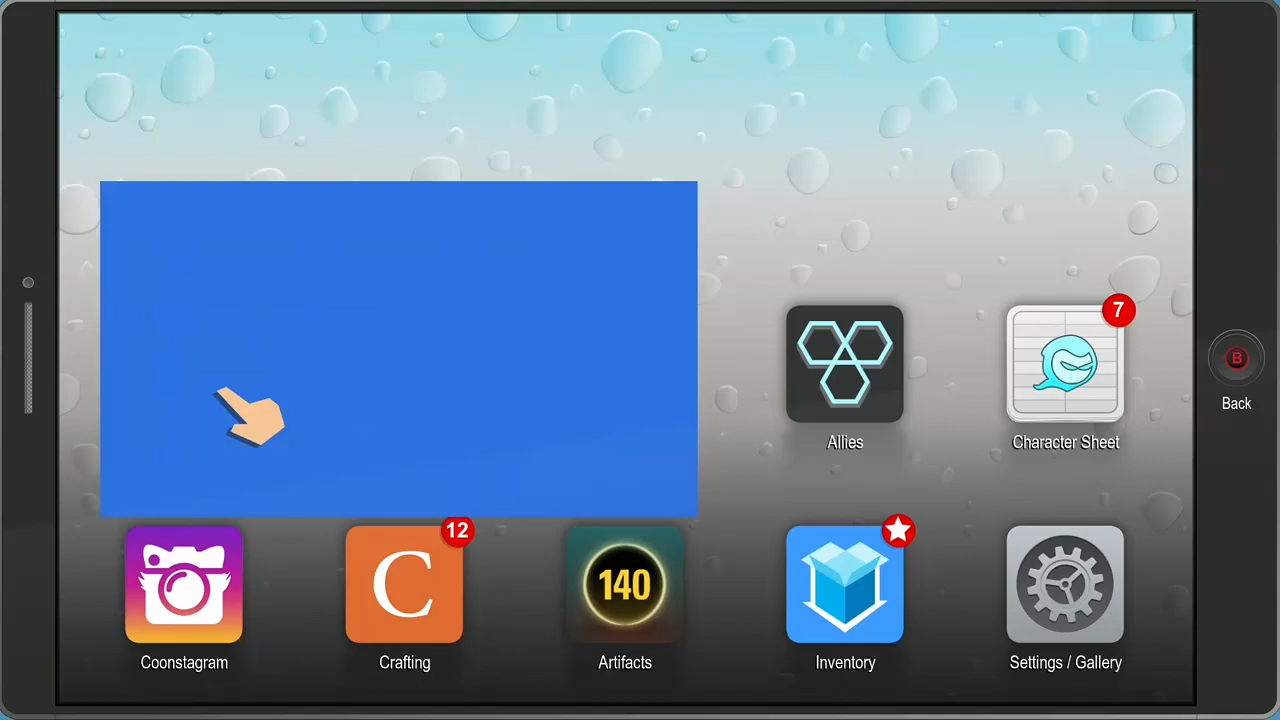 7
Allies
Character Sheet
B
Back
12
C
140
Coonstagram
Crafting
Artifacts
Inventory
Settings / Gallery